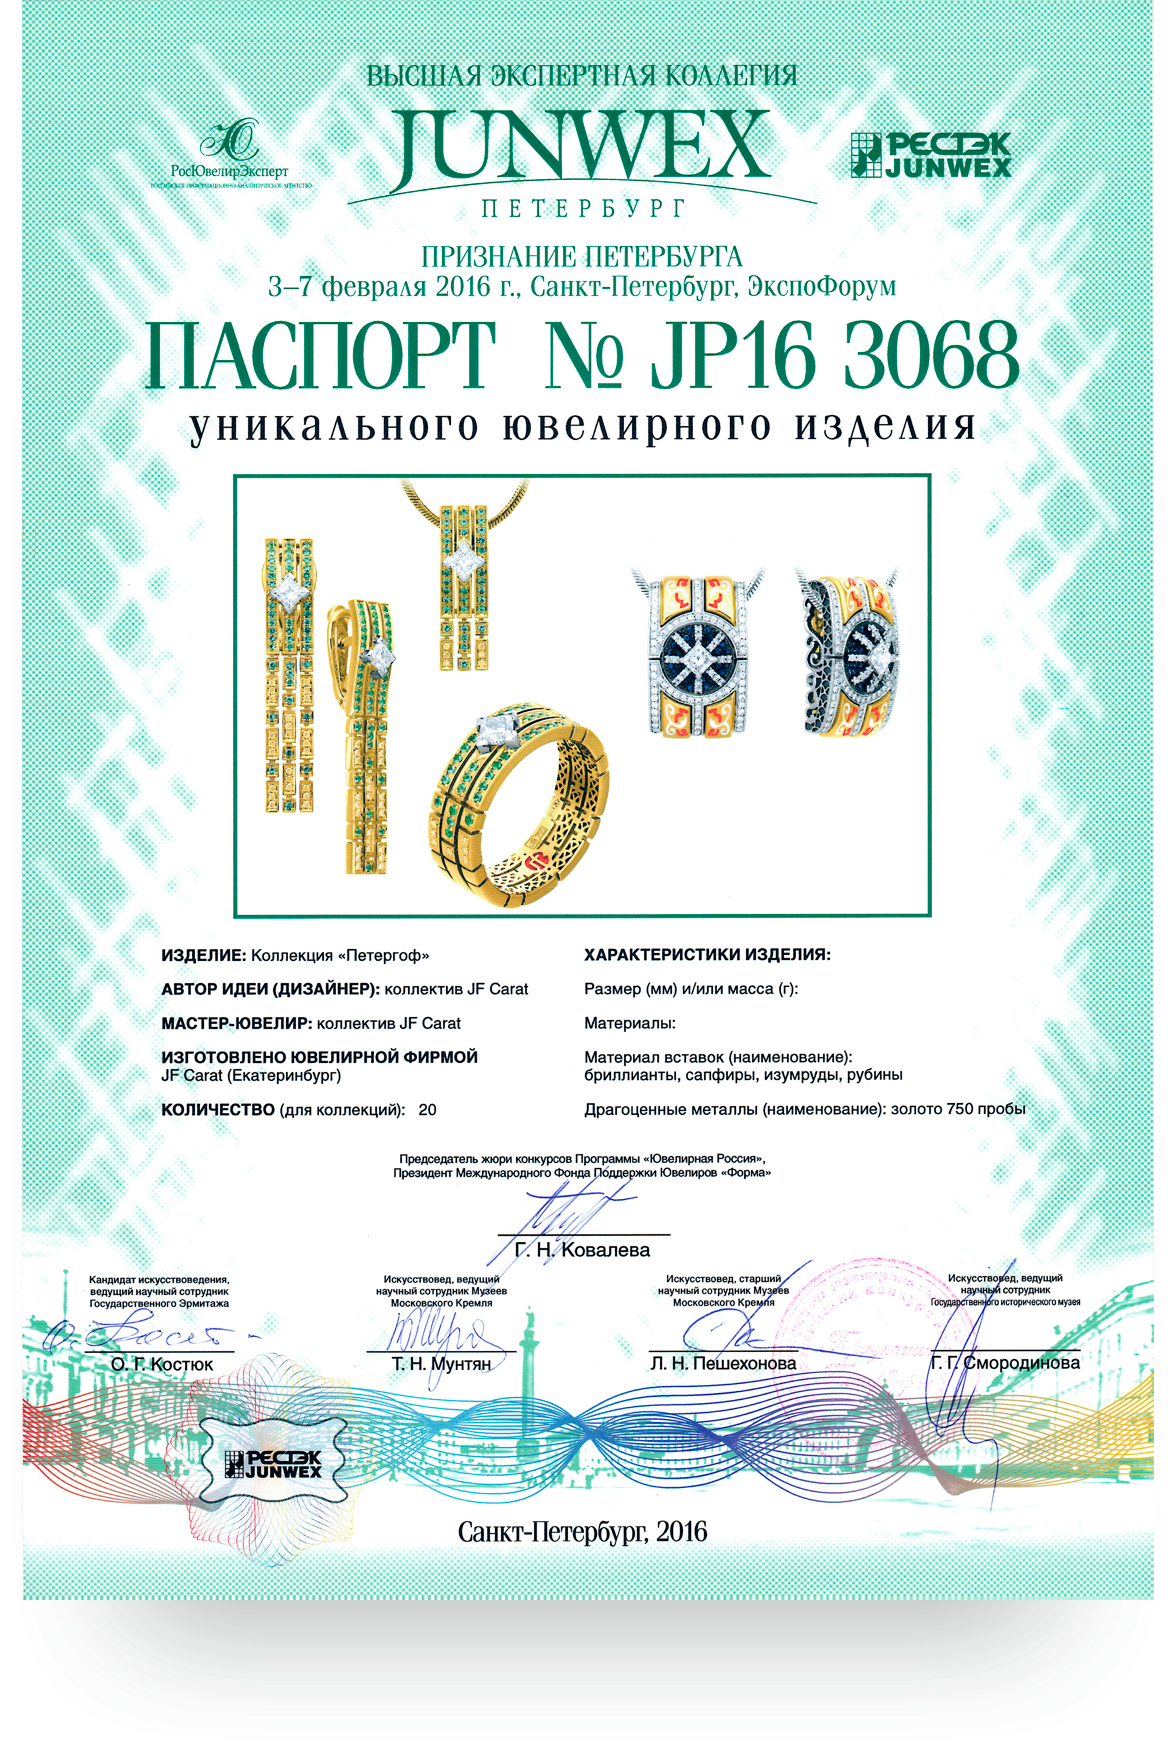 ВЫСШАЯ ЭКСПЕРТНАЯ КОЛЛЕГИЯ
JUNWEX
ПЕТЕРБУРГ
РосЮвелирЭксперт
РОССИЙСКОЕ ИНФОРМАЦИОННО-АНАЛИТИЧЕСКОЕ АГЕНТСТВО
РЕСТЭК
JUNWEX
ПРИЗНАНИЕ ПЕТЕРБУРГА
3–7 февраля 2016 г., Санкт-Петербург, ЭкспоФорум
ПАСПОРТ № JP16 3068
уникального ювелирного изделия
ИЗДЕЛИЕ: Коллекция «Петергоф»
АВТОР ИДЕИ (ДИЗАЙНЕР): коллектив JF Carat
МАСТЕР-ЮВЕЛИР: коллектив JF Carat
ИЗГОТОВЛЕНО ЮВЕЛИРНОЙ ФИРМОЙ
JF Carat (Екатеринбург)
КОЛИЧЕСТВО (для коллекций): 20
ХАРАКТЕРИСТИКИ ИЗДЕЛИЯ:
Размер (мм) и/или масса (г):
Материалы:
Материал вставок (наименование):
бриллианты, сапфиры, изумруды, рубины
Драгоценные металлы (наименование): золото 750 пробы
Председатель жюри конкурсов Программы «Ювелирная Россия»,
Президент Международного Фонда Поддержки Ювелиров «Форма»
Г. Н. Ковалева
Кандидат искусствоведения,
ведущий научный сотрудник
Государственного Эрмитажа
О. Г. Костюк
Искусствовед, ведущий
научный сотрудник Музеев
Московского Кремля
Т. Н. Мунтян
Искусствовед, старший
научный сотрудник Музеев
Московского Кремля
Л. Н. Пешехонова
Искусствовед, ведущий
научный сотрудник
Государственного исторического музея
Г. Г. Смородинова
РЕСТЭК
JUNWEX
Санкт-Петербург, 2016